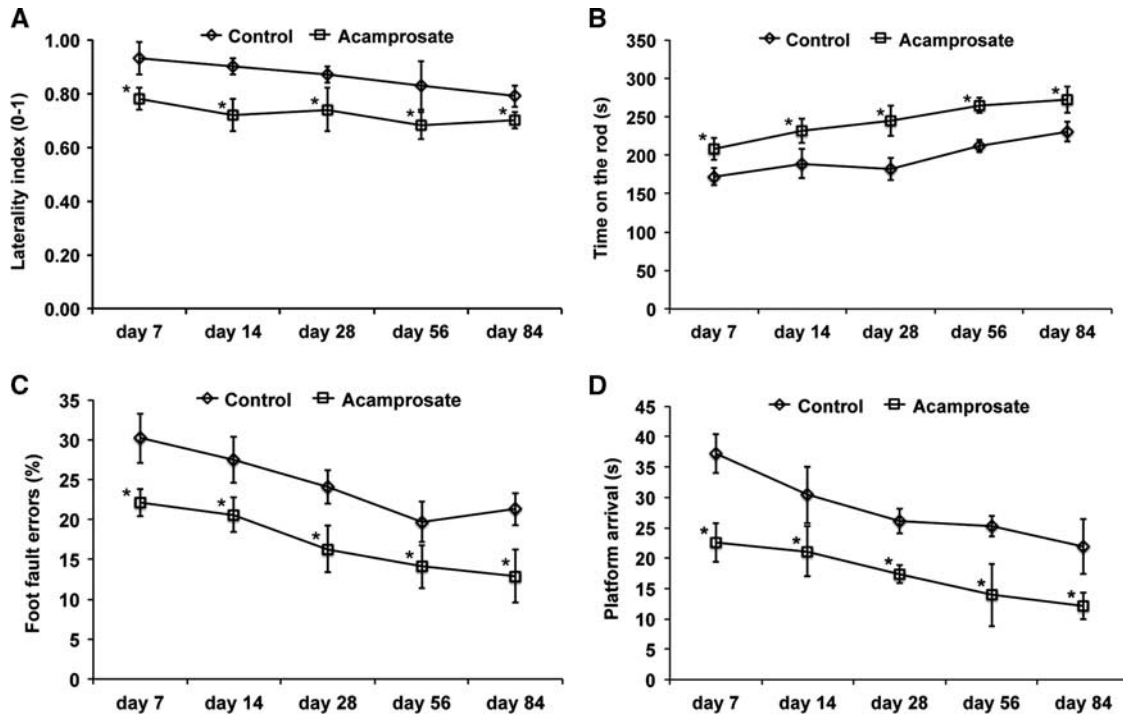 A
Control Acamprosate
Laterality index (0-1)
1.00
0.80
0.60
0.40
0.20
0.00
* * * * *
day 7 day 14 day 28 day 56 day 84
B
Control Acamprosate
Time on the rod (s)
350
300
250
200
150
100
50
0
* * * * *
day 7 day 14 day 28 day 56 day 84
C
Control Acamprosate
Foot fault errors (%)
35
30
25
20
15
10
5
0
* * * * *
day 7 day 14 day 28 day 56 day 84
D
Control Acamprosate
Platform arrival (s)
45
40
35
30
25
20
15
10
5
0
* * * * *
day 7 day 14 day 28 day 56 day 84